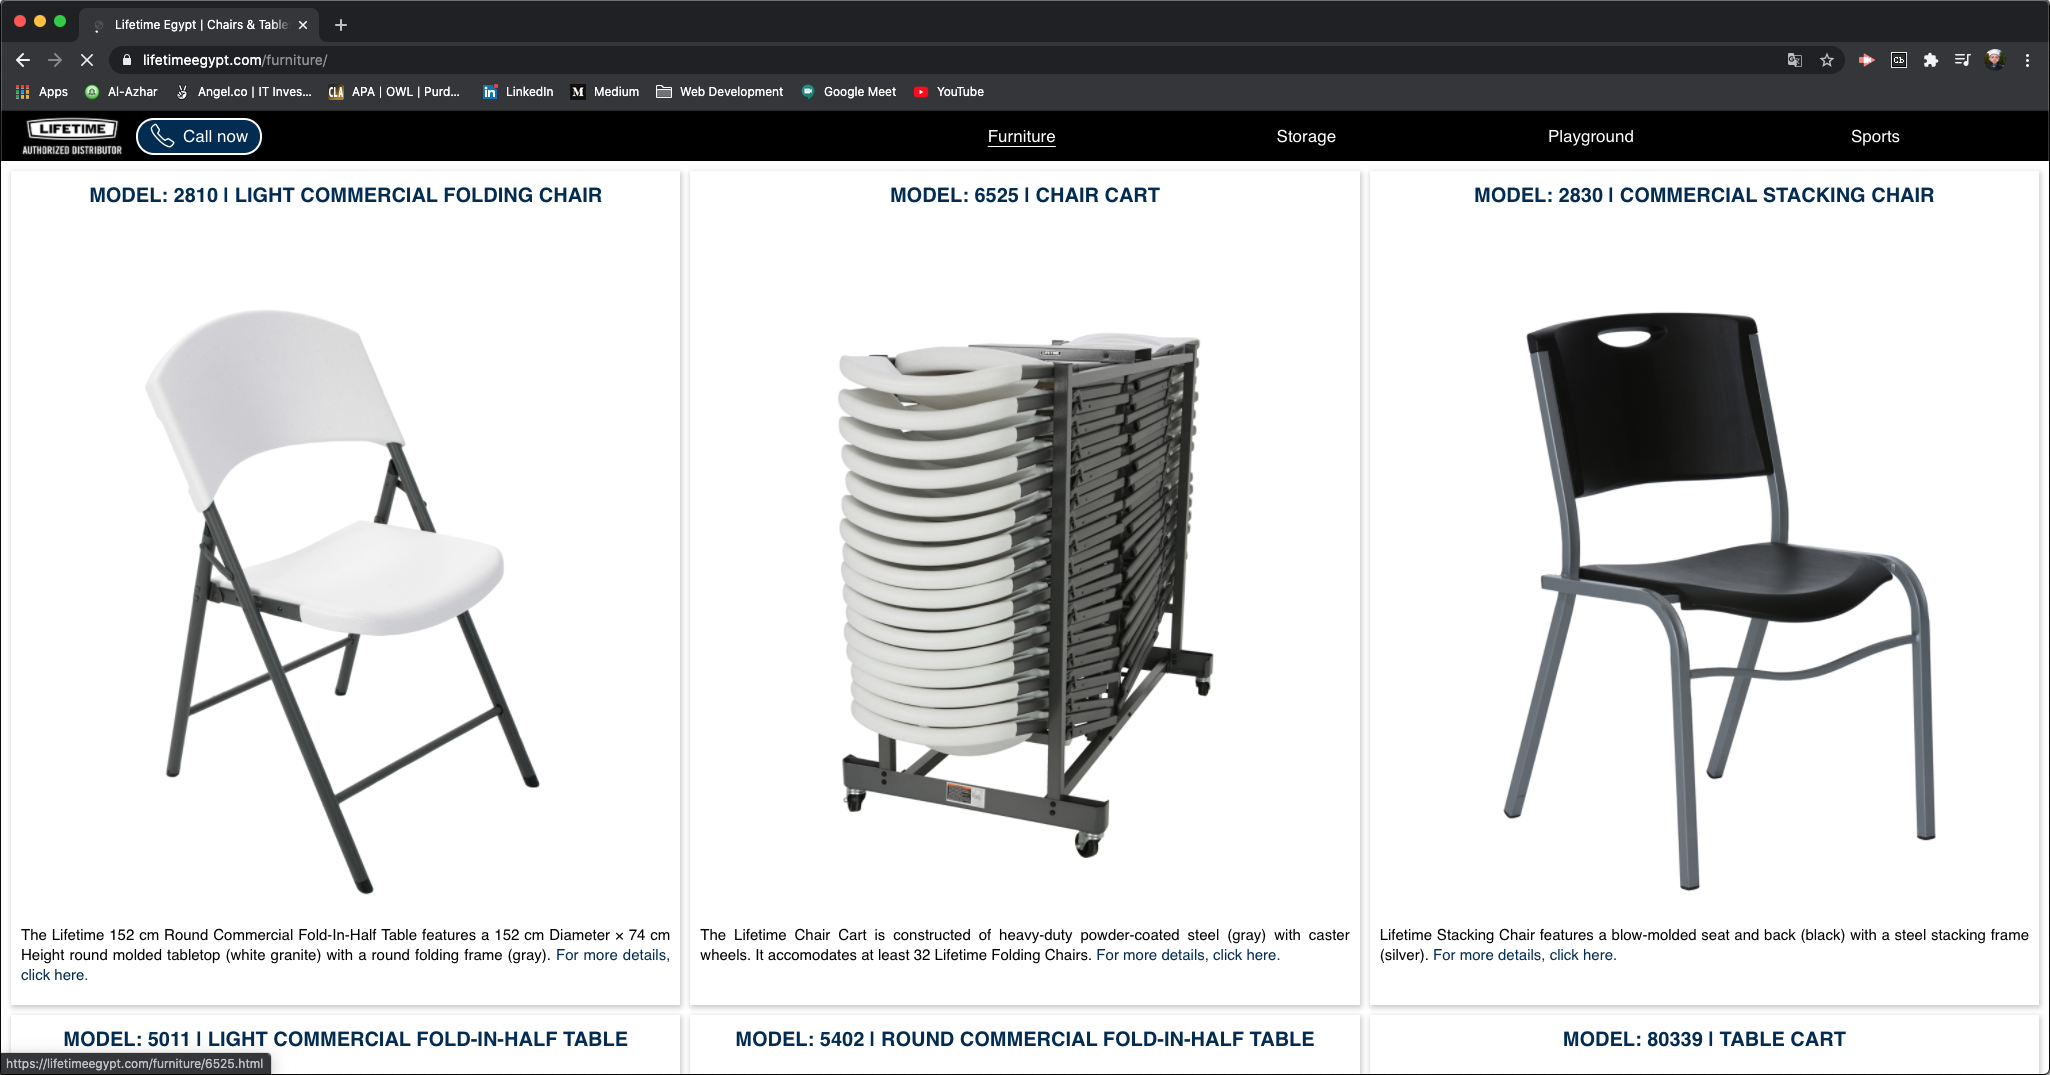 Lifetime Egypt | Chairs & Table
lifetimeegypt.com/furniture/
Apps
Al-Azhar
Angel.co | IT Inves...
CLA
APA | OWL | Purd...
in
LinkedIn
M
Medium
Web Development
Google Meet
YouTube
LIFETIME
AUTHORIZED DISTRIBUTOR
Call now
Furniture
Storage
Playground
Sports
MODEL: 2810 | LIGHT COMMERCIAL FOLDING CHAIR
The Lifetime 152 cm Round Commercial Fold-In-Half Table features a 152 cm Diameter × 74 cm
Height round molded tabletop (white granite) with a round folding frame (gray). For more details,
click here.
MODEL: 6525 | CHAIR CART
LIFETIME
The Lifetime Chair Cart is constructed of heavy-duty powder-coated steel (gray) with caster
wheels. It accomodates at least 32 Lifetime Folding Chairs. For more details, click here.
MODEL: 2830 | COMMERCIAL STACKING CHAIR
Lifetime Stacking Chair features a blow-molded seat and back (black) with a steel stacking frame
(silver). For more details, click here.
MODEL: 5011 | LIGHT COMMERCIAL FOLD-IN-HALF TABLE
MODEL: 5402 | ROUND COMMERCIAL FOLD-IN-HALF TABLE
MODEL: 80339 | TABLE CART
https://lifetimeegypt.com/furniture/6525.html